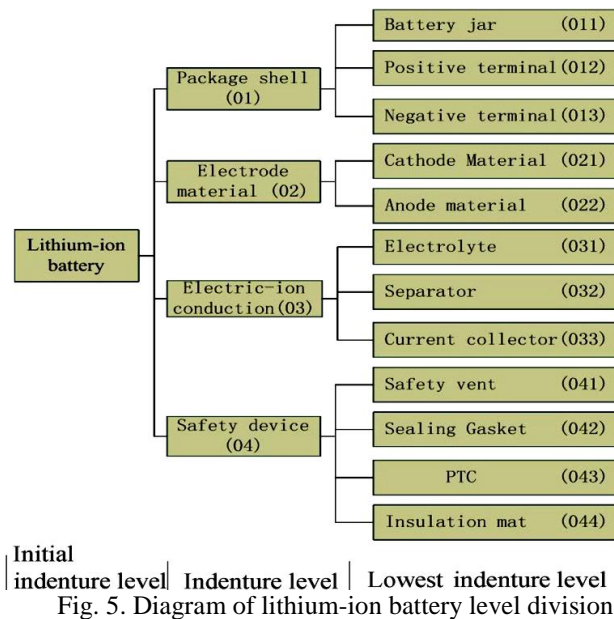 Battery jar (011)
Package shell
(01)
Positive terminal(012)
Negative terminal(013)
Electrode
material (02)
Cathode Material(021)
Anode material (022)
Lithium-ion
battery
Electric-ion
conduction(03)
Electrolyte (031)
Separator (032)
Current collector(033)
Safety device
(04)
Safety vent (041)
Sealing Gasket (042)
PTC (043)
Insulation mat (044)
Initial
indenture level
Indenture level
Lowest indenture level
Fig. 5. Diagram of lithium-ion battery level division